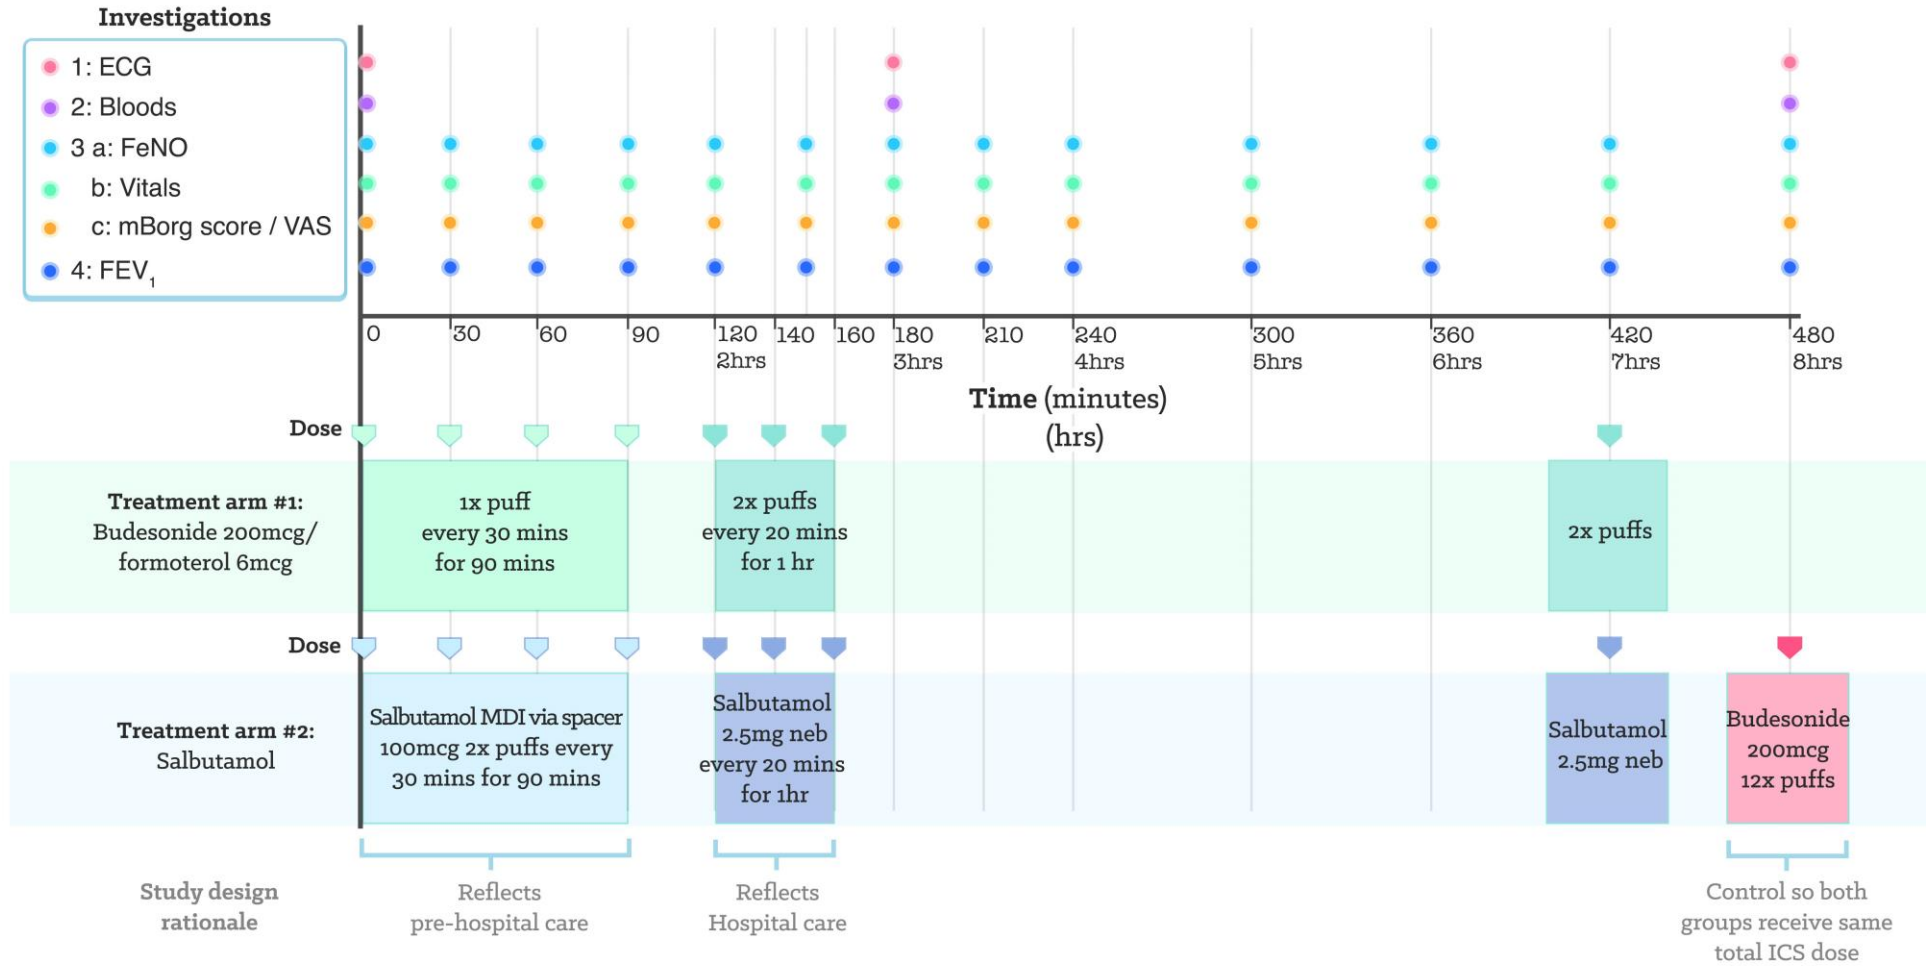 Investigations
1: ECG
2: Bloods
3 a: FeNO
b: Vitals
c: mBorg score / VAS
4: FEV1
0 30 60 90 120 140 160 180 210 240 300 360 420 480
2hrs 3hrs 4hrs 5hrs 6hrs 7hrs 8hrs
Time (minutes)
(hrs)
Dose
Treatment arm #1:
Budesonide 200mcg/
formoterol 6mcg
1x puff
every 30 mins
for 90 mins
2x puffs
every 20 mins
for 1 hr
2x puffs
Dose
Treatment arm #2:
Salbutamol
Salbutamol MDI via spacer
100mcg 2x puffs every
30 mins for 90 mins
Salbutamol
2.5mg neb
every 20 mins
for 1hr
Salbutamol
2.5mg neb
Budesonide
200mcg
12x puffs
Study design
rationale
Reflects
pre-hospital care
Reflects
Hospital care
Control so both
groups receive same
total ICS dose